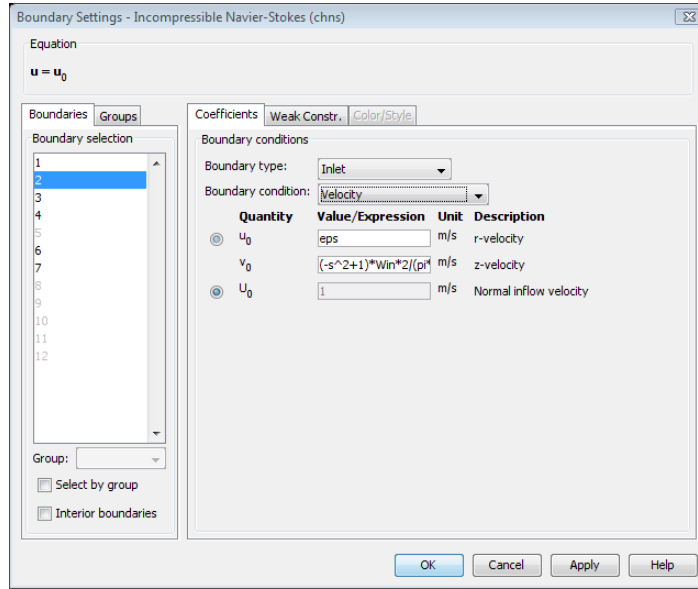 Boundary Settings - Incompressible Navier-Stokes (chns)
Equation
u = u0
Boundaries Groups
Boundary selection
1
2
3
4
5
6
7
8
9
10
11
12
Group:
Select by group
Interior boundaries
Coefficients Weak Constr. Color/Style
Boundary conditions
Boundary type: Inlet
Boundary condition: Velocity
Quantity Value/Expression Unit Description
u0 eps m/s r-velocity
v0 (-s^2+1)*Win*2/(pi* m/s z-velocity
U0 1 m/s Normal inflow velocity
OK Cancel Apply Help